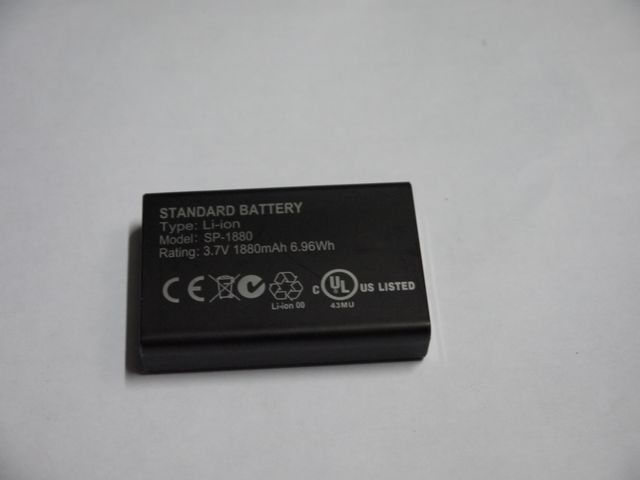 STANDARD BATTERY
Type: Li-ion
Model: SP-1880
Rating: 3.7V 1880mAh 6.96Wh
CE C UL US LISTED
Li-ion 00 43MU